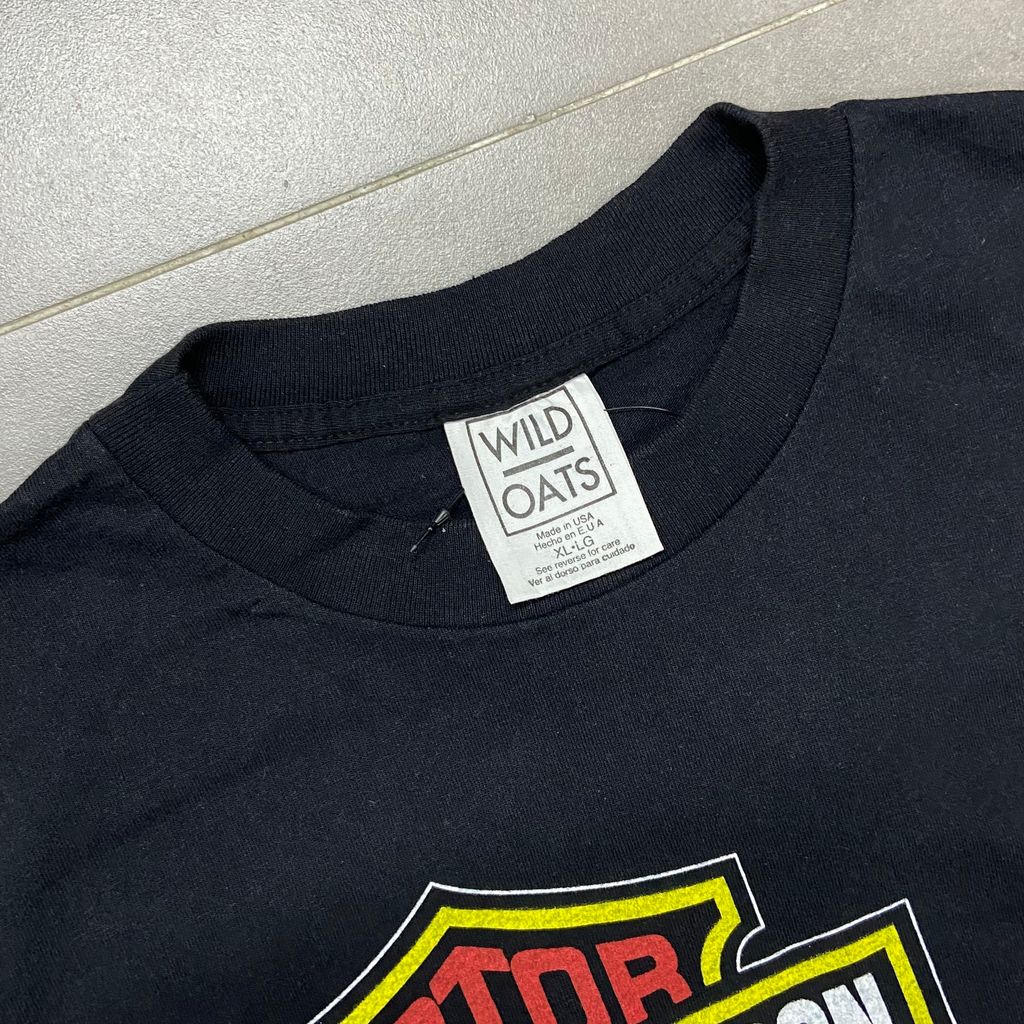 WILD
OATS
Made in USA
Hecho en E.U A
XL•LG
See reverse for care
Ver al dorso para cuidado